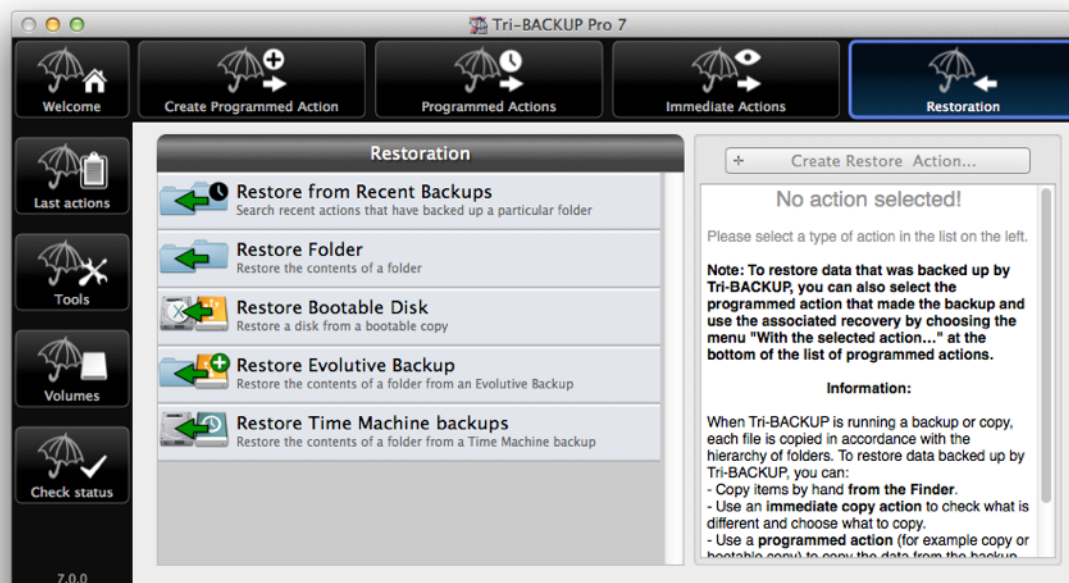 Tri-BACKUP Pro 7
Welcome
Create Programmed Action
Programmed Actions
Immediate Actions
Restoration
Last actions
Tools
Volumes
Check status
7.0.0
Restoration
Restore from Recent Backups
Search recent actions that have backed up a particular folder
Restore Folder
Restore the contents of a folder
Restore Bootable Disk
Restore a disk from a bootable copy
Restore Evolutive Backup
Restore the contents of a folder from an Evolutive Backup
Restore Time Machine backups
Restore the contents of a folder from a Time Machine backup
Create Restore Action...
No action selected!
Please select a type of action in the list on the left.
Note: To restore data that was backed up by
Tri-BACKUP, you can also select the
programmed action that made the backup and
use the associated recovery by choosing the
menu "With the selected action..." at the
bottom of the list of programmed actions.
Information:
When Tri-BACKUP is running a backup or copy,
each file is copied in accordance with the
hierarchy of folders. To restore data backed up by
Tri-BACKUP, you can:
- Copy items by hand from the Finder.
- Use an immediate copy action to check what is
different and choose what to copy.
- Use a programmed action (for example copy or
bootable copy) to copy the data from the backup